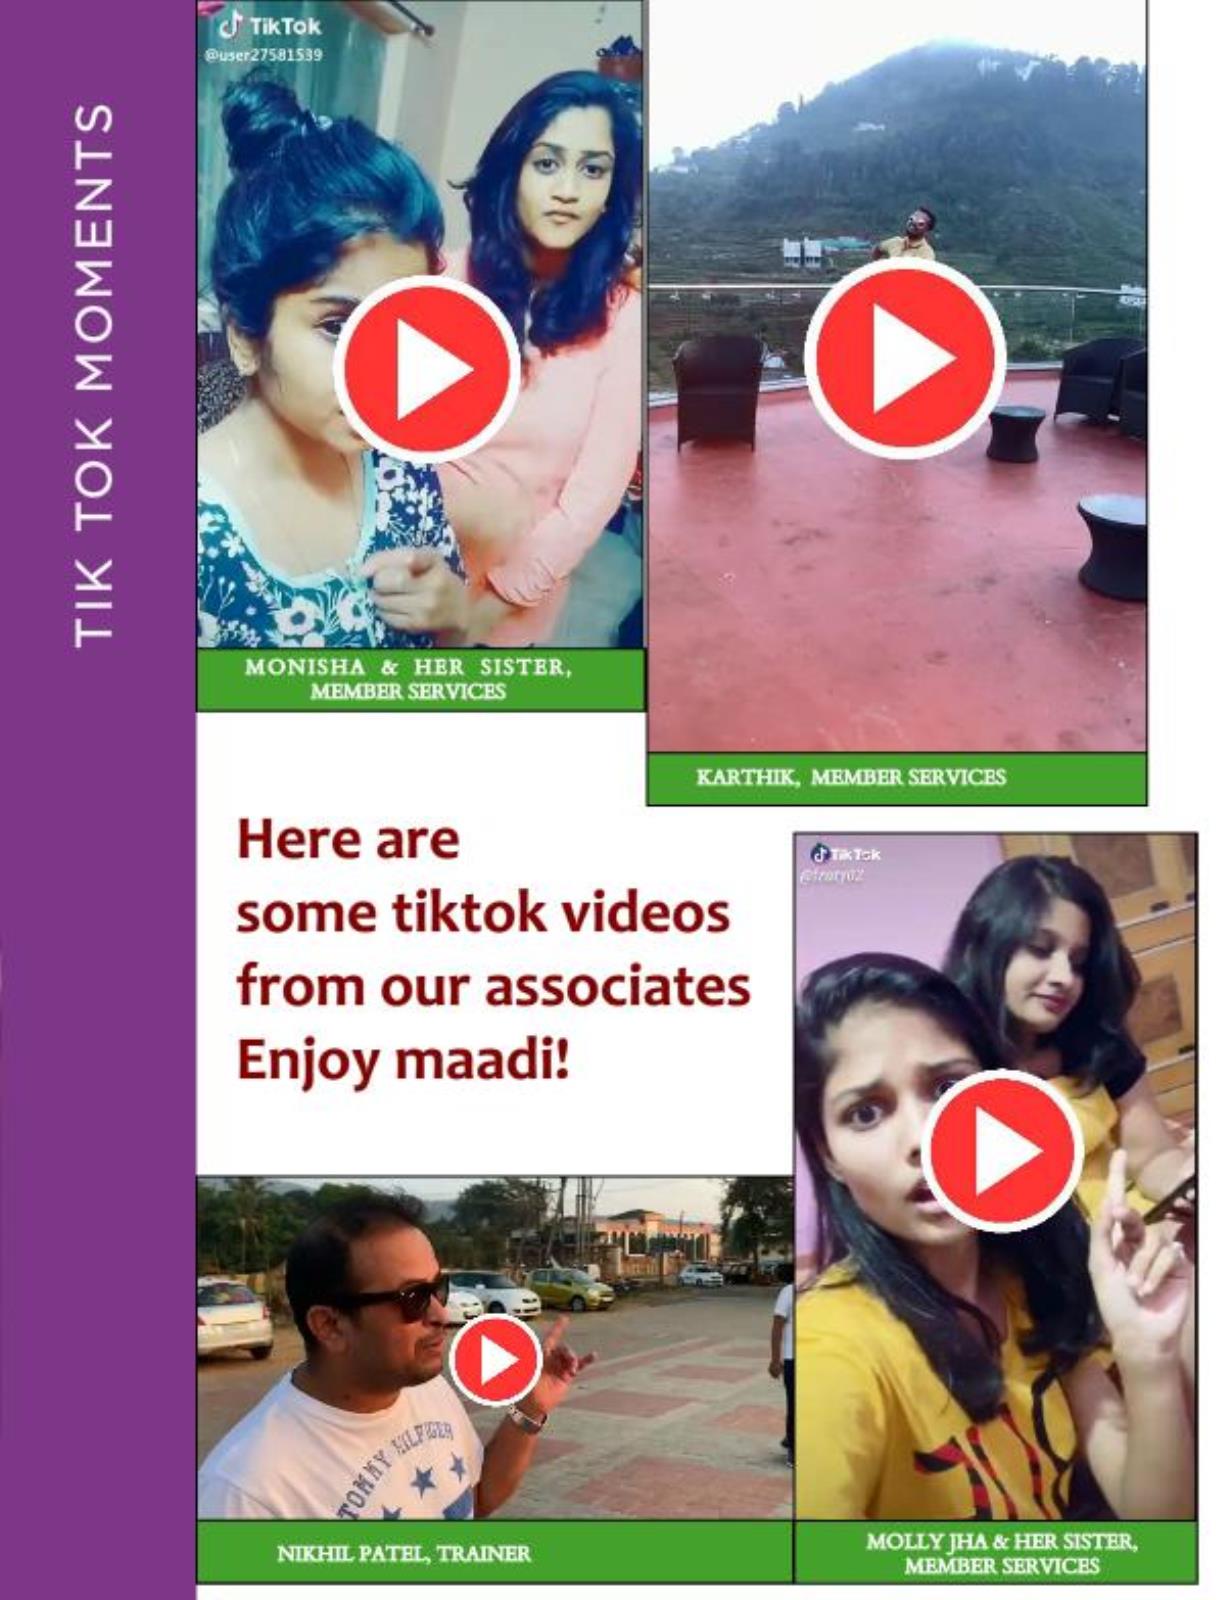 TIK TOK MOMENTS
TikTok
@user27581539
MONISHA & HER SISTER,
MEMBER SERVICES
KARTHIK, MEMBER SERVICES
Here are
some tiktok videos
from our associates
Enjoy maadi!
TikTok
NIKHIL PATEL, TRAINER
TOMMY HILFIGER
MOLLY JHA & HER SISTER,
MEMBER SERVICES